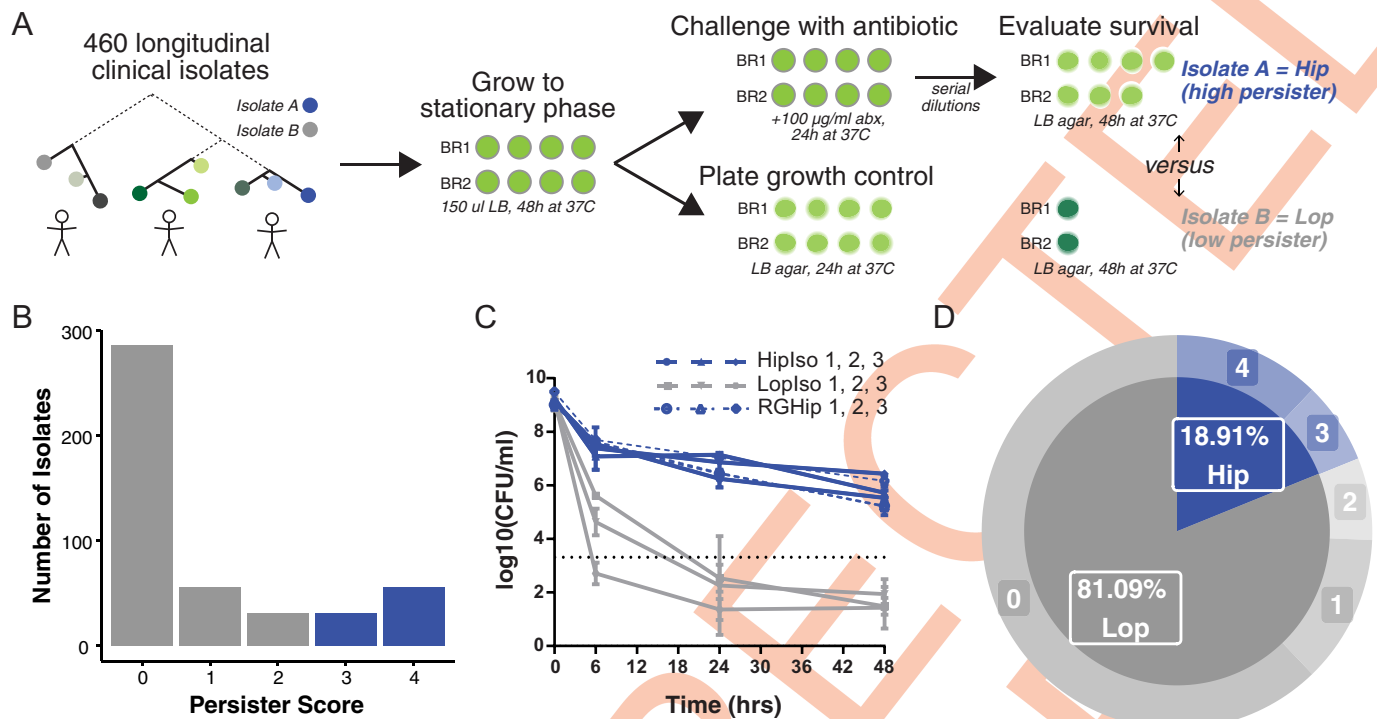 A
460 longitudinal
clinical isolates
Isolate A
Isolate B
Grow to
stationary phase
BR1
BR2
150 ul LB, 48h at 37C
Challenge with antibiotic
BR1
BR2
+100 µg/ml abx,
24h at 37C
serial
dilutions
Plate growth control
BR1
BR2
LB agar, 24h at 37C
Evaluate survival
BR1
BR2
LB agar, 48h at 37C
Isolate A = Hip
(high persister)
versus
BR1
BR2
LB agar, 48h at 37C
Isolate B = Lop
(low persister)
B
Number of Isolates
300
200
100
0
0 1 2 3 4
Persister Score
C
HipIso 1, 2, 3
LopIso 1, 2, 3
RGHip 1, 2, 3
log10(CFU/ml)
10
8
6
4
2
0
0 6 12 18 24 30 36 42 48
Time (hrs)
D
4
3
2
1
0
18.91%
Hip
81.09%
Lop